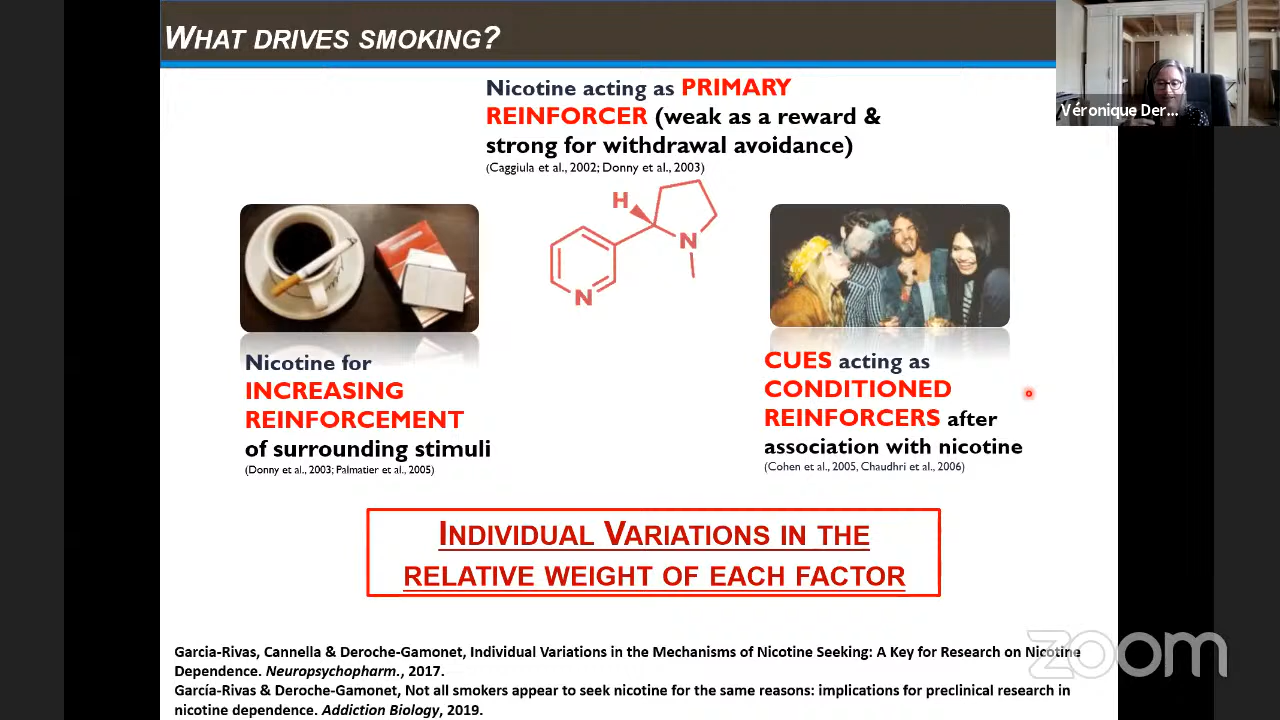 WHAT DRIVES SMOKING?
Nicotine acting as PRIMARY
REINFORCER (weak as a reward &
strong for withdrawal avoidance)
(Caggiula et al., 2002; Donny et al., 2003)
Véronique Der...
H
N
N
Nicotine for
INCREASING
REINFORCEMENT
of surrounding stimuli
(Donny et al., 2003; Palmatier et al., 2005)
CUES acting as
CONDITIONED
REINFORCERS after
association with nicotine
(Cohen et al., 2005, Chaudhri et al., 2006)
INDIVIDUAL VARIATIONS IN THE
RELATIVE WEIGHT OF EACH FACTOR
Garcia-Rivas, Cannella & Deroche-Gamonet, Individual Variations in the Mechanisms of Nicotine Seeking: A Key for Research on Nicotine
Dependence. Neuropsychopharm., 2017.
García-Rivas & Deroche-Gamonet, Not all smokers appear to seek nicotine for the same reasons: implications for preclinical research in
nicotine dependence. Addiction Biology, 2019.
zoom